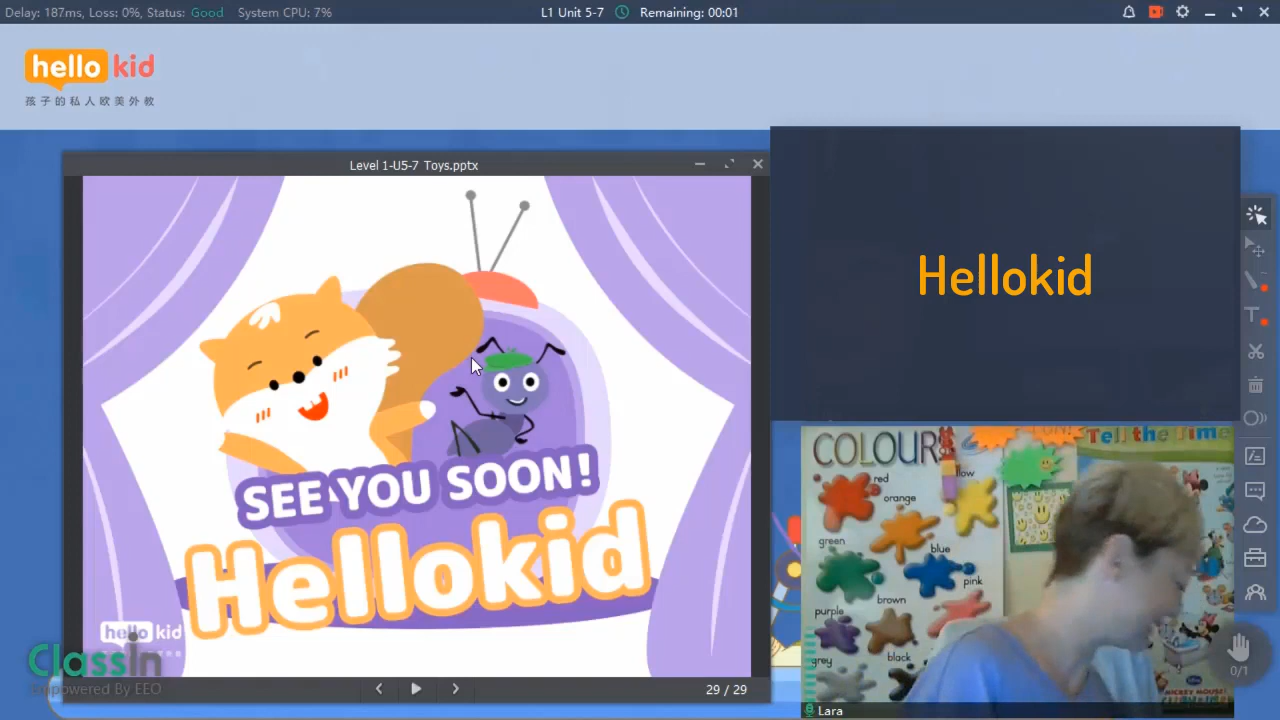 Delay: 187ms, Loss: 0%, Status: Good System CPU: 7%
L1 Unit 5-7 Remaining: 00:01
hello kid
孩子的私人欧美外教
Level 1-U5-7 Toys.pptx
SEE YOU SOON!
Hellokid
hello kid
ClassIn
Empowered By EEO
29 / 29
Hellokid
COLOUR
Tell the Time
red
orange
green
blue
pink
purple
brown
grey
black
MICKEY MOUSE
Lara
0/1